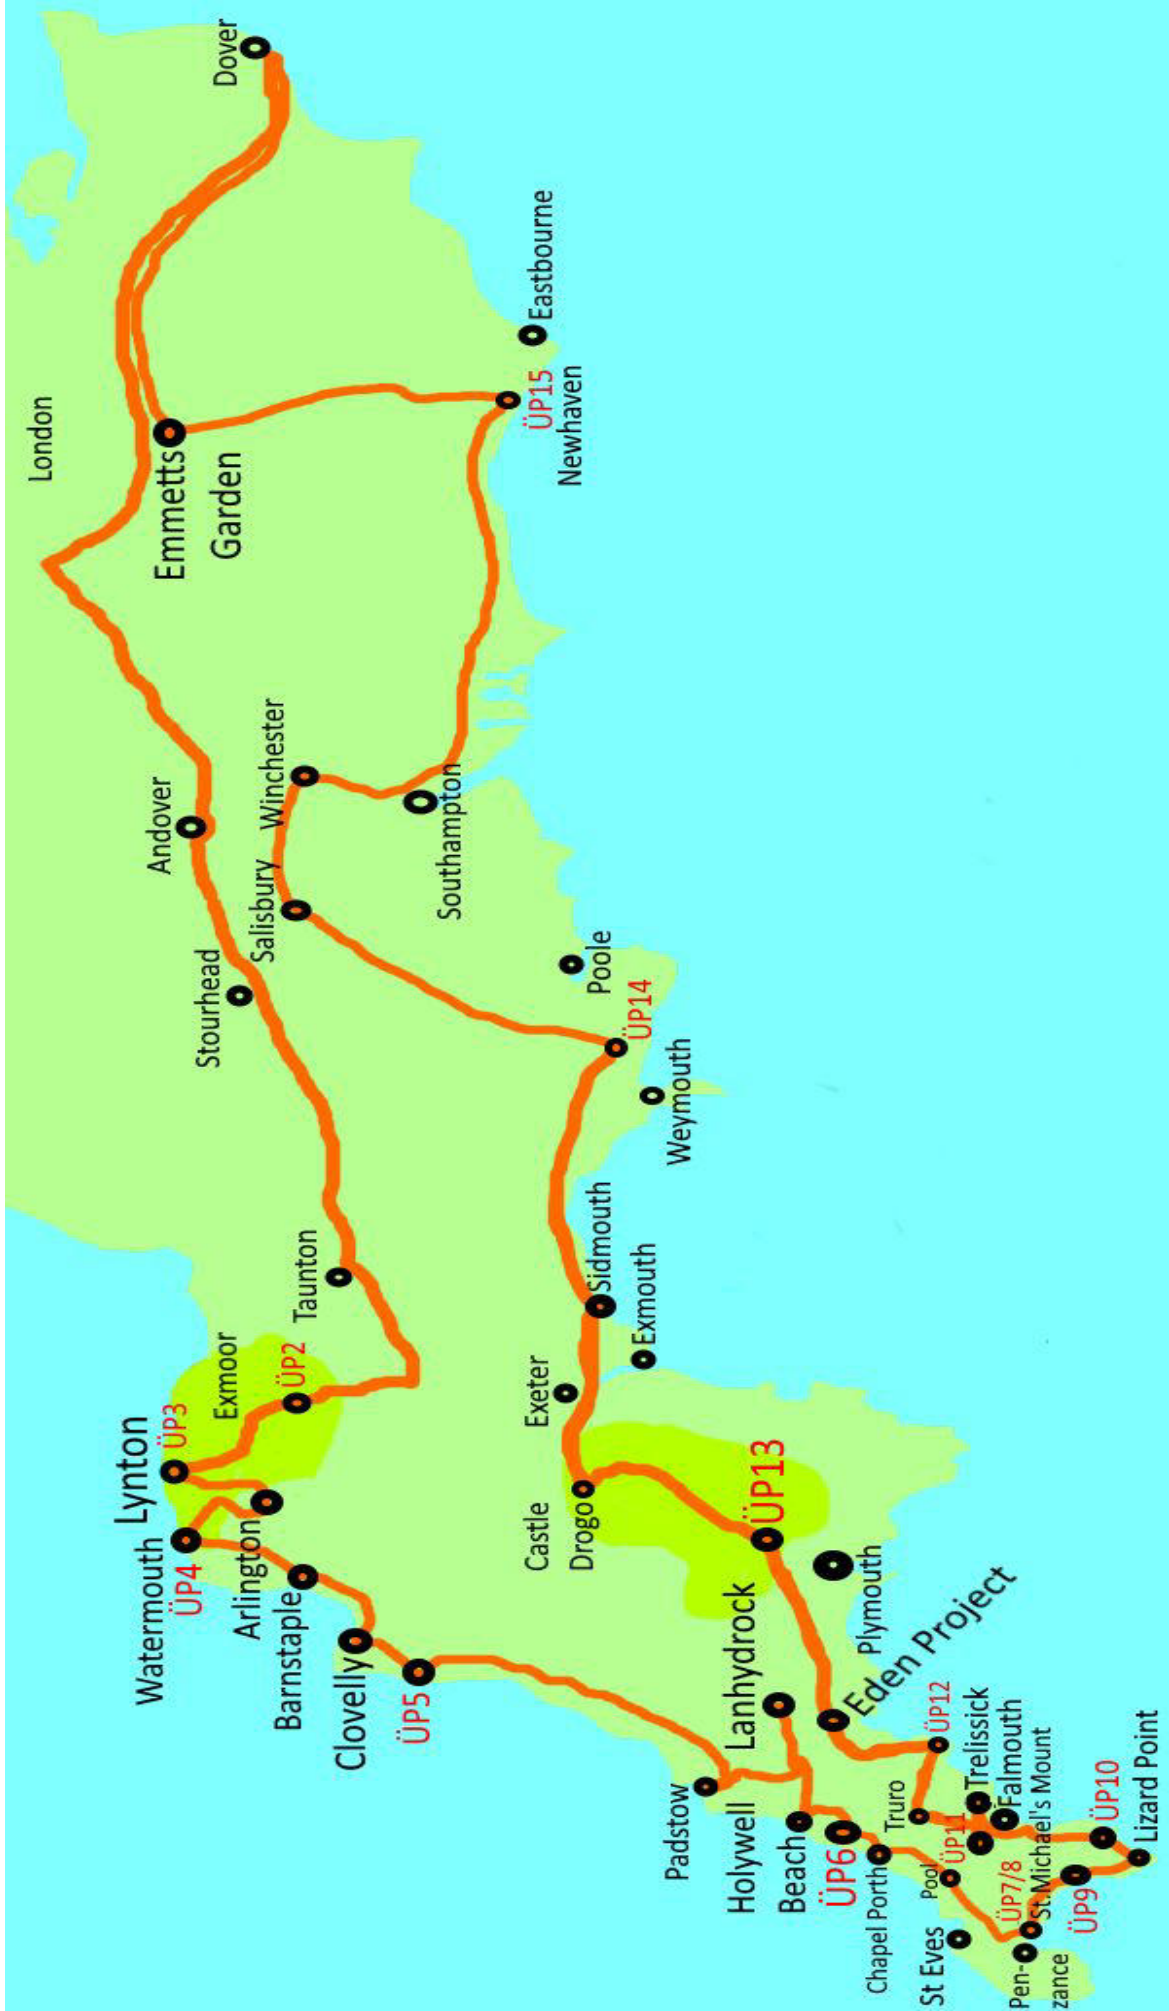 London
Dover
Emmetts
Garden
Eastbourne
ÜP15
Newhaven
Andover
Winchester
Southampton
Salisbury
Stourhead
Poole
ÜP14
Weymouth
Taunton
Exmoor
ÜP2
Lynton
ÜP3
Watermouth
ÜP4
Arlington
Barnstaple
Clovelly
ÜP5
Sidmouth
Exmouth
Exeter
Castle
Drogo
ÜP13
Plymouth
Lanhydrock
Eden Project
Padstow
Holywell
Beach
ÜP6
Chapel Porth
Truro
ÜP12
Trelissick
Falmouth
ÜP11
Pool
St.Michael's Mount
ÜP7/8
ÜP10
Lizard Point
ÜP9
St Eves
Pen-
zance